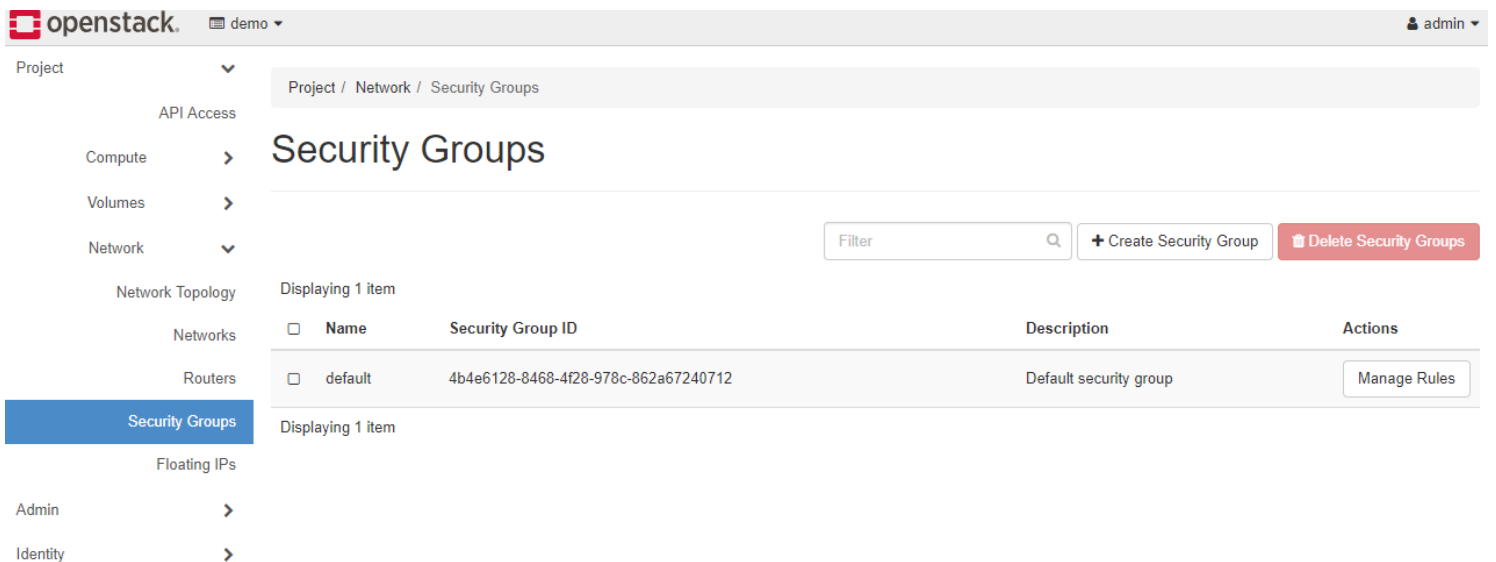 openstack. demo admin
Project
API Access
Compute
Volumes
Network
Network Topology
Networks
Routers
Security Groups
Floating IPs
Admin
Identity
Project / Network / Security Groups
Security Groups
Filter + Create Security Group Delete Security Groups
Displaying 1 item
Name Security Group ID Description Actions
default 4b4e6128-8468-4f28-978c-862a67240712 Default security group Manage Rules
Displaying 1 item